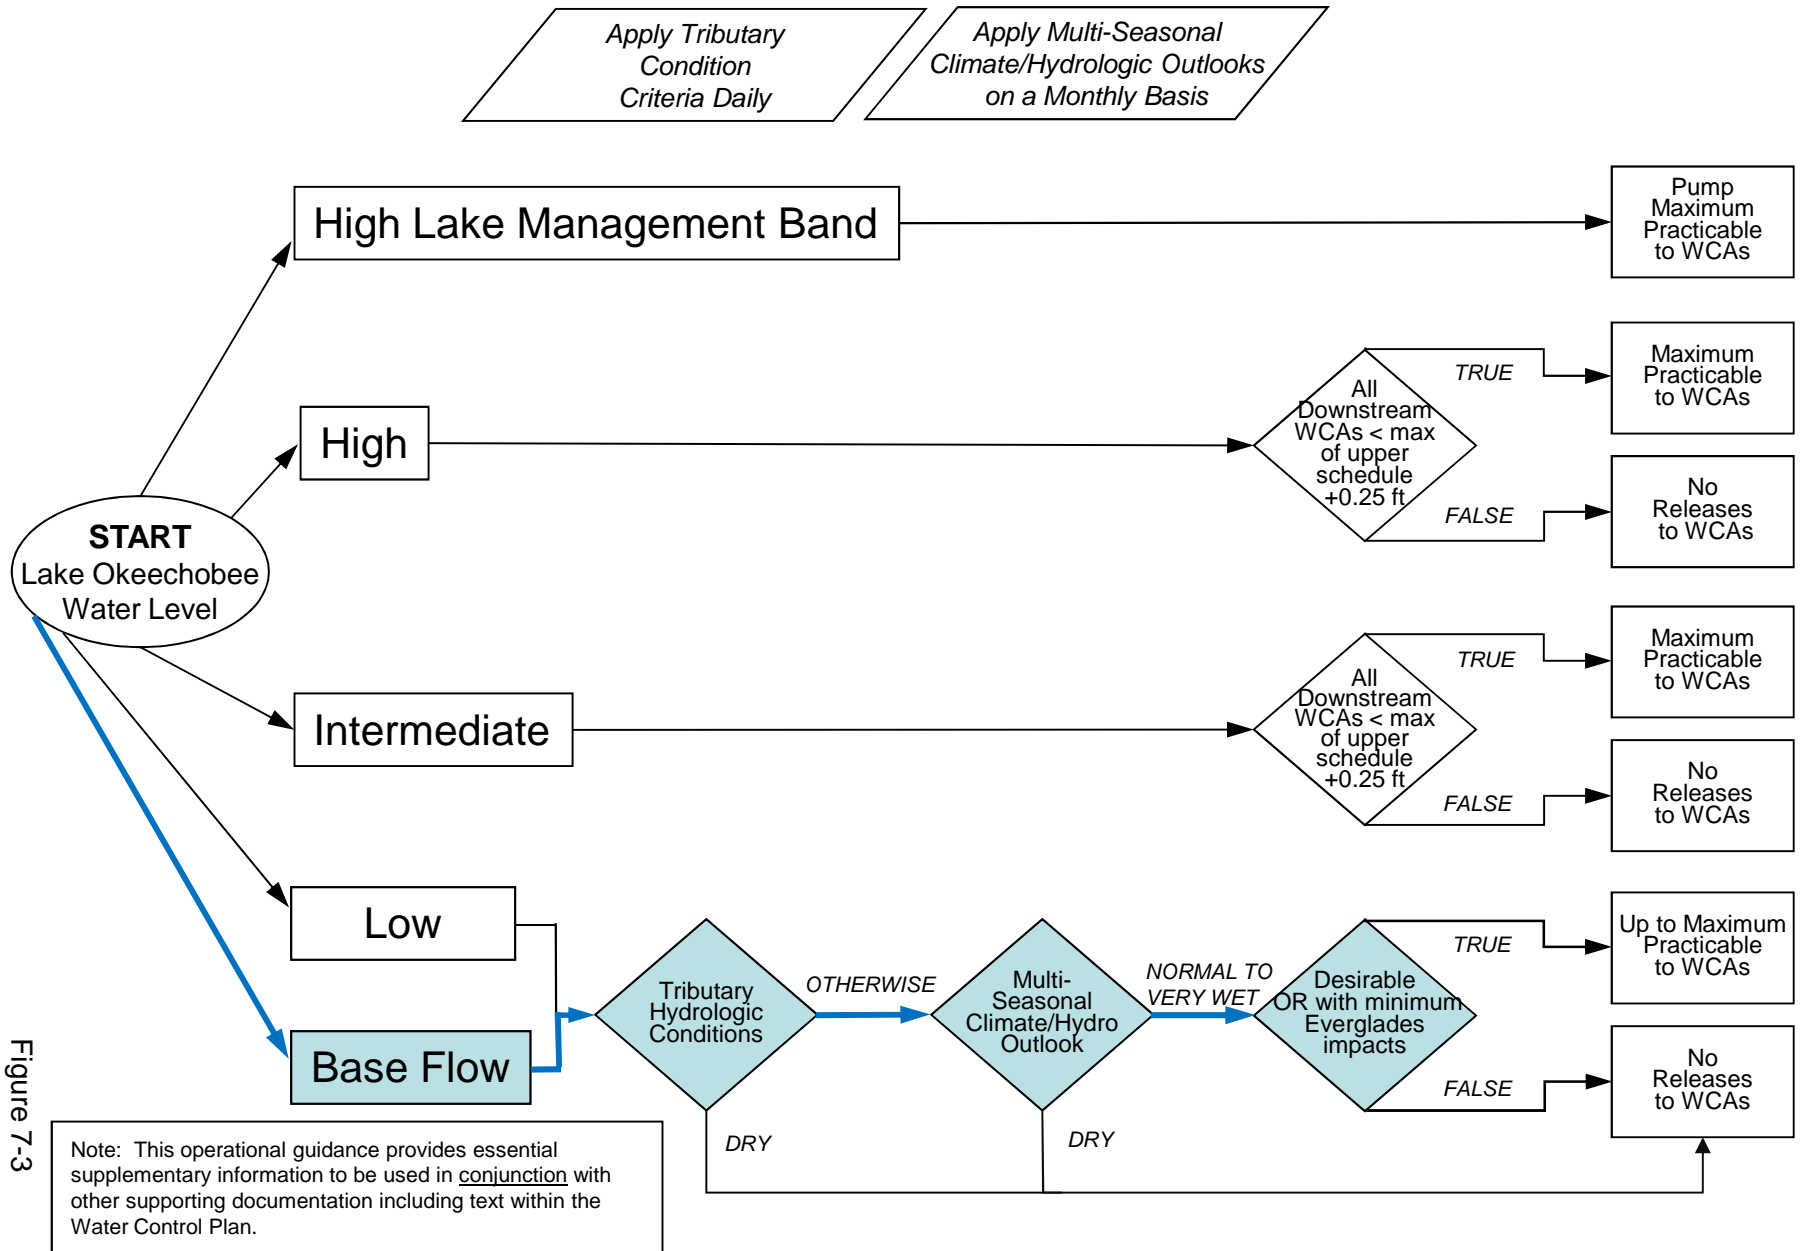 Apply Tributary
Condition
Criteria Daily
Apply Multi-Seasonal
Climate/Hydrologic Outlooks
on a Monthly Basis
High Lake Management Band
Pump
Maximum
Practicable
to WCAs
High
All
Downstream
WCAs < max
of upper
schedule
+0.25 ft
TRUE
Maximum
Practicable
to WCAs
FALSE
No
Releases
to WCAs
START
Lake Okeechobee
Water Level
Intermediate
All
Downstream
WCAs < max
of upper
schedule
+0.25 ft
TRUE
Maximum
Practicable
to WCAs
FALSE
No
Releases
to WCAs
Low
Base Flow
Tributary
Hydrologic
Conditions
OTHERWISE
DRY
Multi-
Seasonal
Climate/Hydro
Outlook
NORMAL TO
VERY WET
DRY
Desirable
OR with minimum
Everglades
impacts
TRUE
Up to Maximum
Practicable
to WCAs
FALSE
No
Releases
to WCAs
Figure 7-3
Note: This operational guidance provides essential
supplementary information to be used in conjunction with
other supporting documentation including text within the
Water Control Plan.